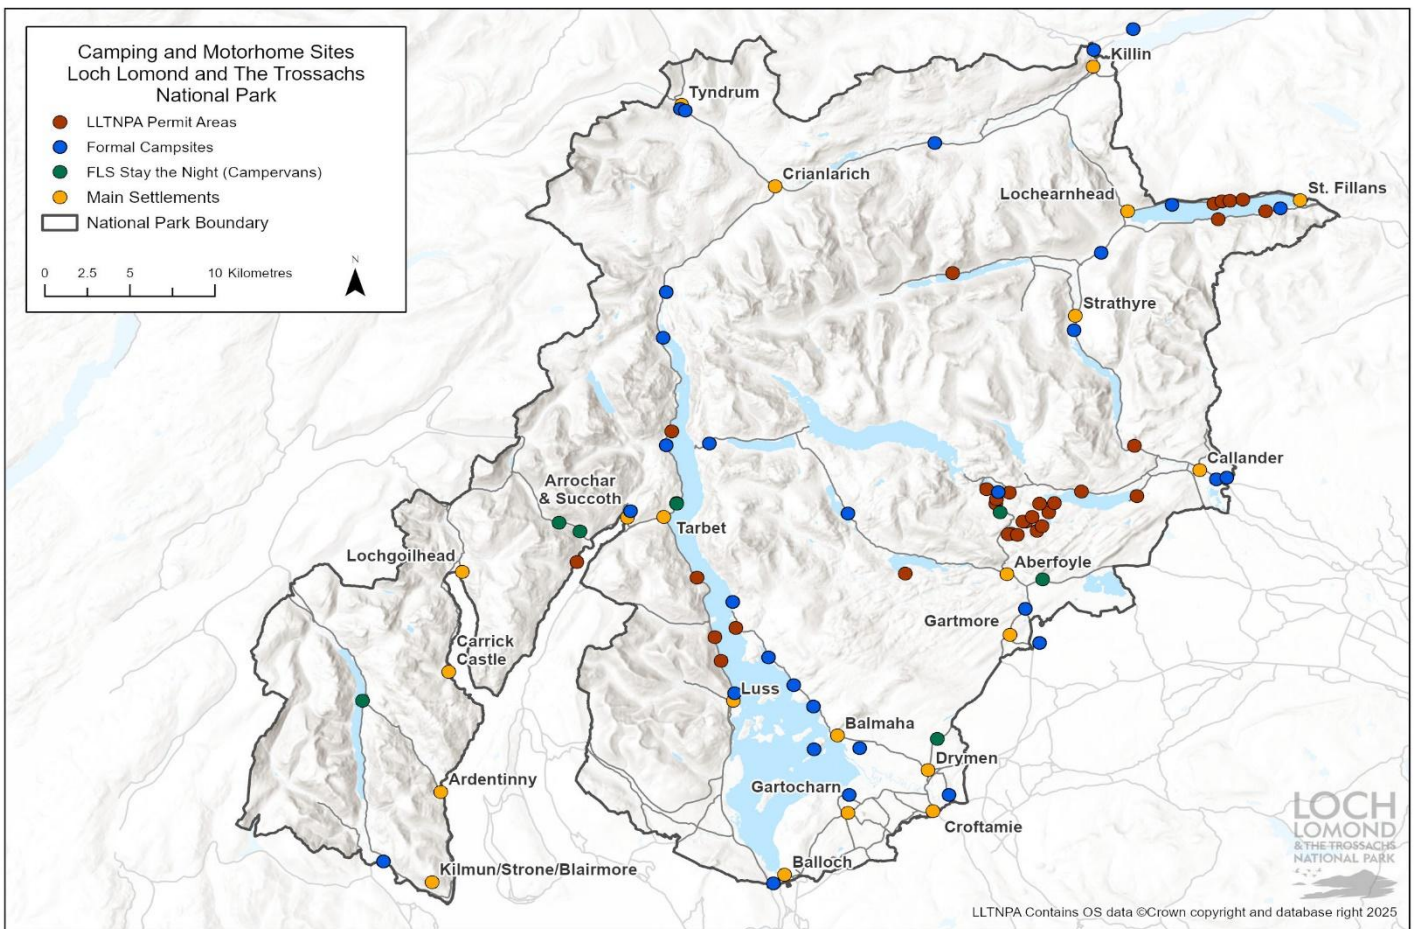 Camping and Motorhome Sites
Loch Lomond and The Trossachs
National Park
LLTNPA Permit Areas
Formal Campsites
FLS Stay the Night (Campervans)
Main Settlements
National Park Boundary
0 2.5 5 10 Kilometres
N
Killin
Tyndrum
Crianlarich
Lochearnhead
St. Fillans
Strathyre
Callander
Arrochar
& Succoth
Tarbet
Lochgoilhead
Aberfoyle
Gartmore
Carrick
Castle
Luss
Balmaha
Drymen
Ardentinny
Gartocharn
Croftamie
Balloch
Kilmun/Strone/Blairmore
LOCH
LOMOND
& THE TROSSACHS
NATIONAL PARK
LLTNPA Contains OS data ©Crown copyright and database right 2025